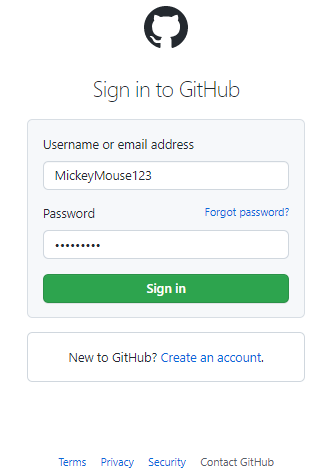 Sign in to GitHub
Username or email address
MickeyMouse123
Password Forgot password?
•••••••••
Sign in
New to GitHub? Create an account.
Terms Privacy Security Contact GitHub